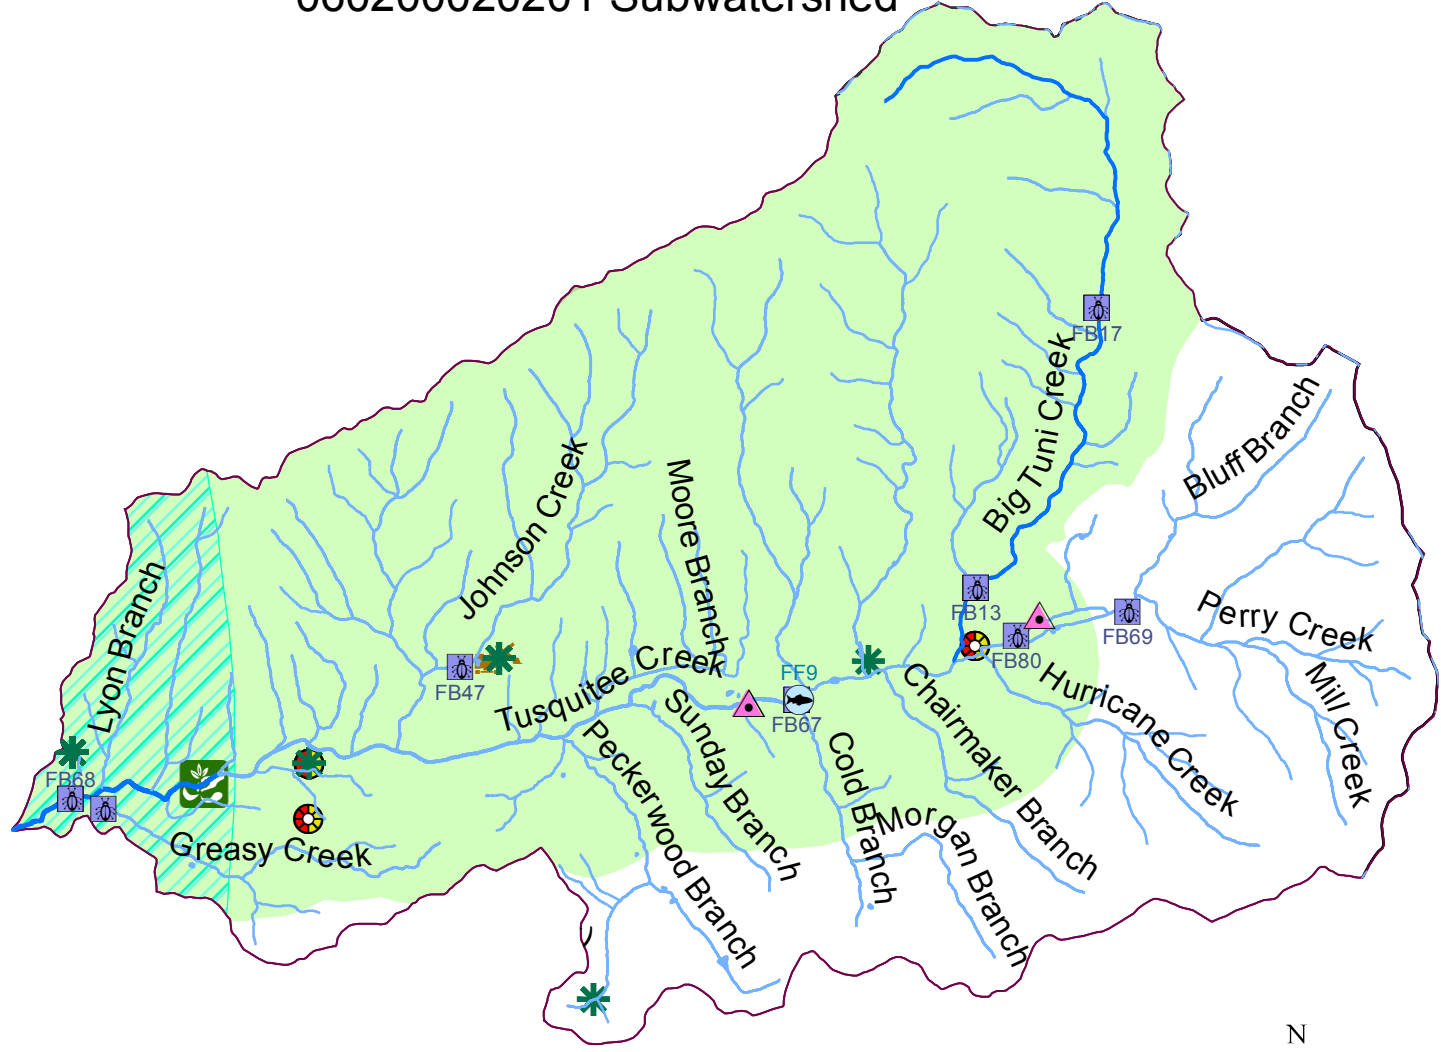 060200020201 Subwatershed
FB17
Big Tuni Creek
Bluff Branch
Johnson Creek
Moore Branch
Lyon Branch
FB13
FB80
FB69
Perry Creek
Mill Creek
Hurricane Creek
FB47
Tusquitee Creek
FF9
FB67
Chairmaker Branch
Sunday Branch
Peckerwood Branch
Cold Branch
Morgan Branch
FB68
Greasy Creek
N